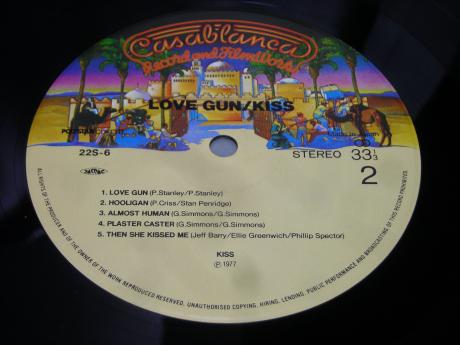 Casablanca
Record and FilmWorks
LOVE GUN/KISS
22S-6
STEREO 33 1/3
2
1. LOVE GUN (P.Stanley/P.Stanley)
2. HOOLIGAN (P.Criss/Stan Penridge)
3. ALMOST HUMAN (G.Simmons/G.Simmons)
4. PLASTER CASTER (G.Simmons/G.Simmons)
5. THEN SHE KISSED ME (Jeff Barry/Ellie Greenwich/Phillip Spector)
KISS
℗ 1977
ALL RIGHTS OF THE PRODUCER AND OF THE OWNER OF THE WORK REPRODUCED RESERVED. UNAUTHORISED COPYING, HIRING, LENDING, PUBLIC PERFORMANCE AND BROADCASTING OF THIS RECORD PROHIBITED.